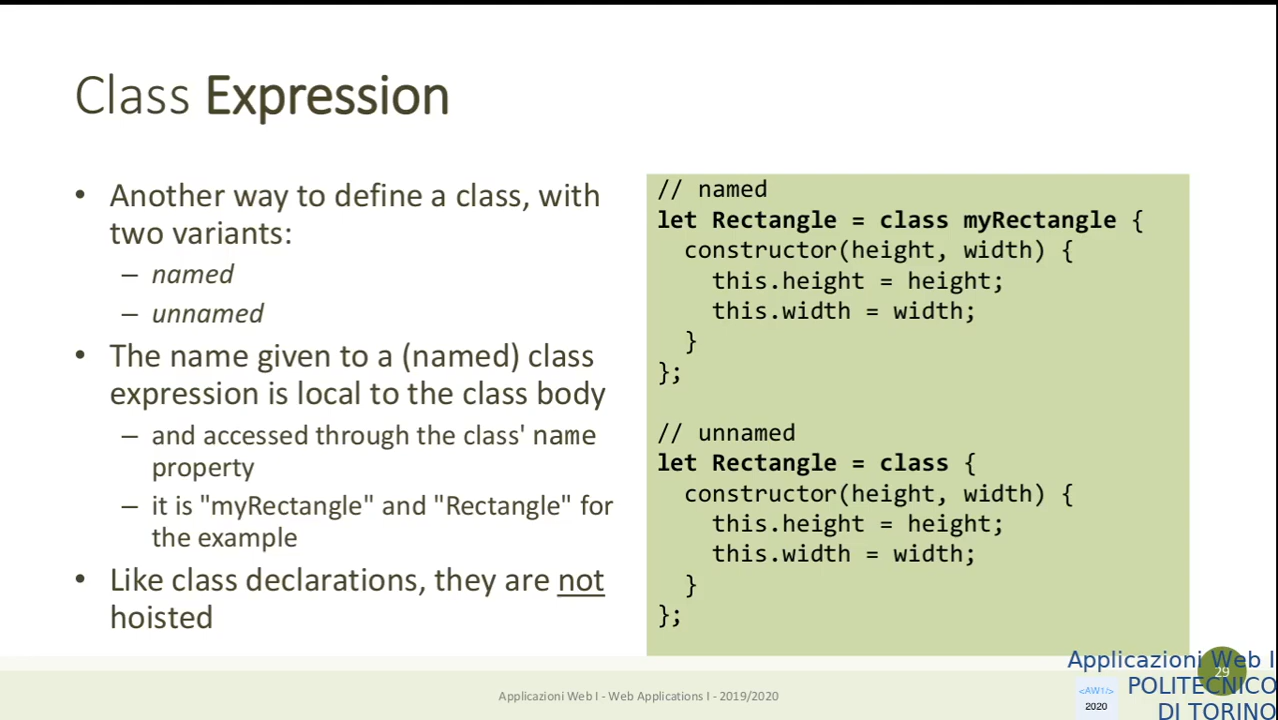 Class Expression
• Another way to define a class, with
two variants:
– named
– unnamed
• The name given to a (named) class
expression is local to the class body
– and accessed through the class' name
property
– it is "myRectangle" and "Rectangle" for
the example
• Like class declarations, they are not
hoisted
// named
let Rectangle = class myRectangle {
  constructor(height, width) {
    this.height = height;
    this.width = width;
  }
};

// unnamed
let Rectangle = class {
  constructor(height, width) {
    this.height = height;
    this.width = width;
  }
};
Applicazioni Web I - Web Applications I - 2019/2020
29
Applicazioni Web I
POLITECNICO
DI TORINO
<AW1/>
2020